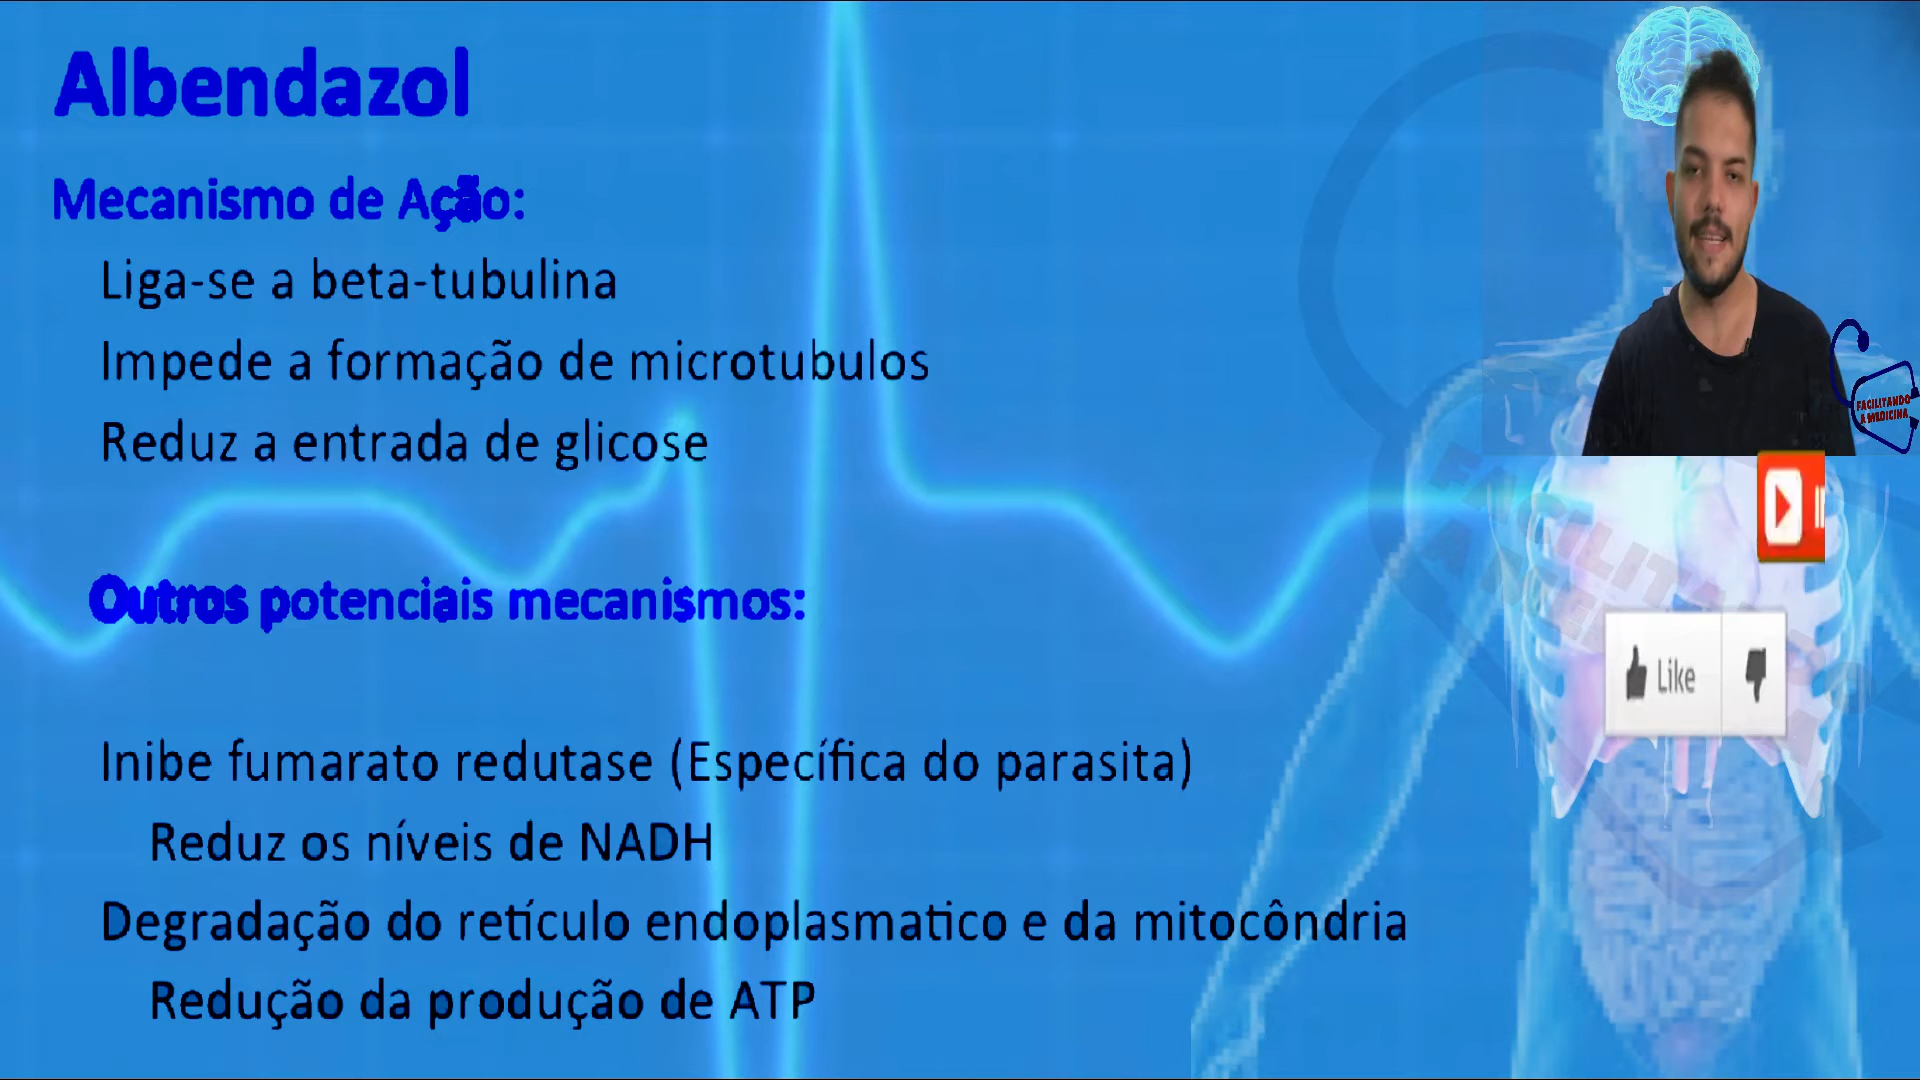 Albendazol
Mecanismo de Ação:
Liga-se a beta-tubulina
Impede a formação de microtubulos
Reduz a entrada de glicose
Outros potenciais mecanismos:
Inibe fumarato redutase (Específica do parasita)
Reduz os níveis de NADH
Degradação do retículo endoplasmatico e da mitocôndria
Redução da produção de ATP
FACILITANDO
A MEDICINA
Like